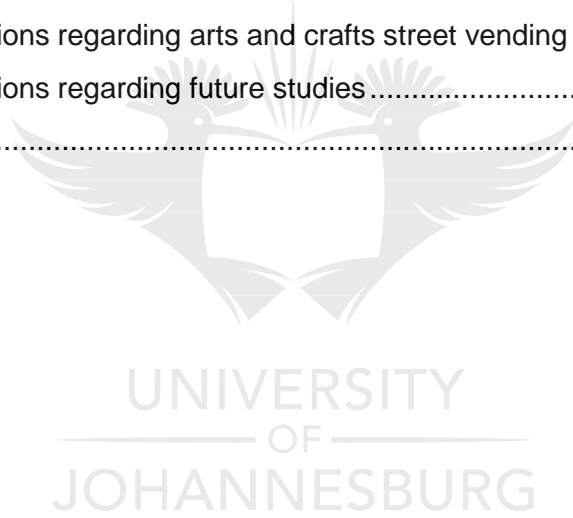 ions regarding arts and crafts street vending
ions regarding future studies................................
................................................................................
UNIVERSITY
OF
JOHANNESBURG